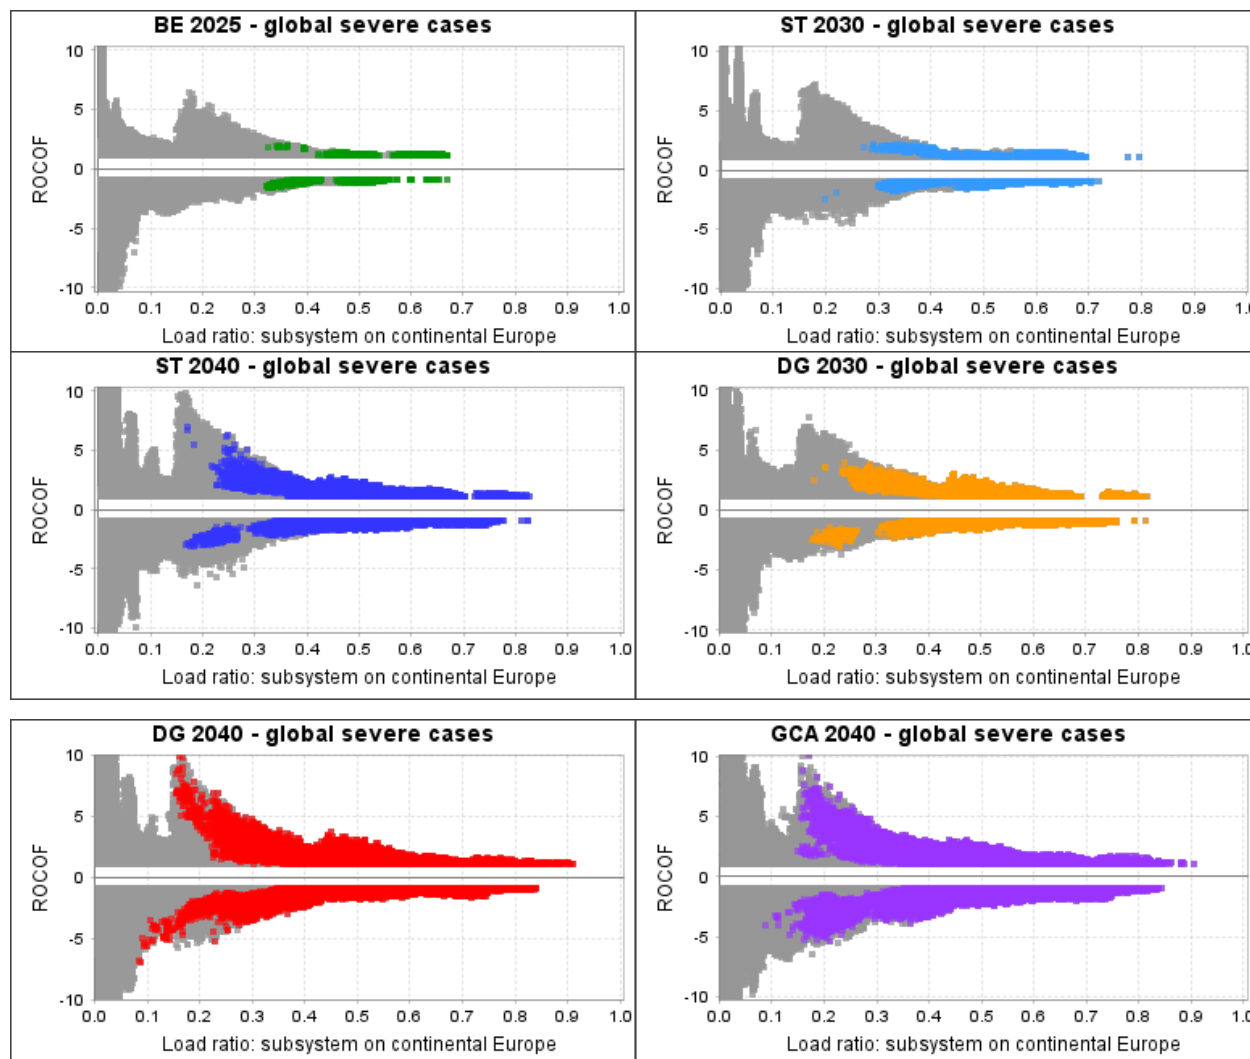 BE 2025 - global severe cases
10
5
0
-5
-10
ROCOF
0.0 0.1 0.2 0.3 0.4 0.5 0.6 0.7 0.8 0.9 1.0
Load ratio: subsystem on continental Europe
ST 2030 - global severe cases
10
5
0
-5
-10
ROCOF
0.0 0.1 0.2 0.3 0.4 0.5 0.6 0.7 0.8 0.9 1.0
Load ratio: subsystem on continental Europe
ST 2040 - global severe cases
10
5
0
-5
-10
ROCOF
0.0 0.1 0.2 0.3 0.4 0.5 0.6 0.7 0.8 0.9 1.0
Load ratio: subsystem on continental Europe
DG 2030 - global severe cases
10
5
0
-5
-10
ROCOF
0.0 0.1 0.2 0.3 0.4 0.5 0.6 0.7 0.8 0.9 1.0
Load ratio: subsystem on continental Europe
DG 2040 - global severe cases
10
5
0
-5
-10
ROCOF
0.0 0.1 0.2 0.3 0.4 0.5 0.6 0.7 0.8 0.9 1.0
Load ratio: subsystem on continental Europe
GCA 2040 - global severe cases
10
5
0
-5
-10
ROCOF
0.0 0.1 0.2 0.3 0.4 0.5 0.6 0.7 0.8 0.9 1.0
Load ratio: subsystem on continental Europe